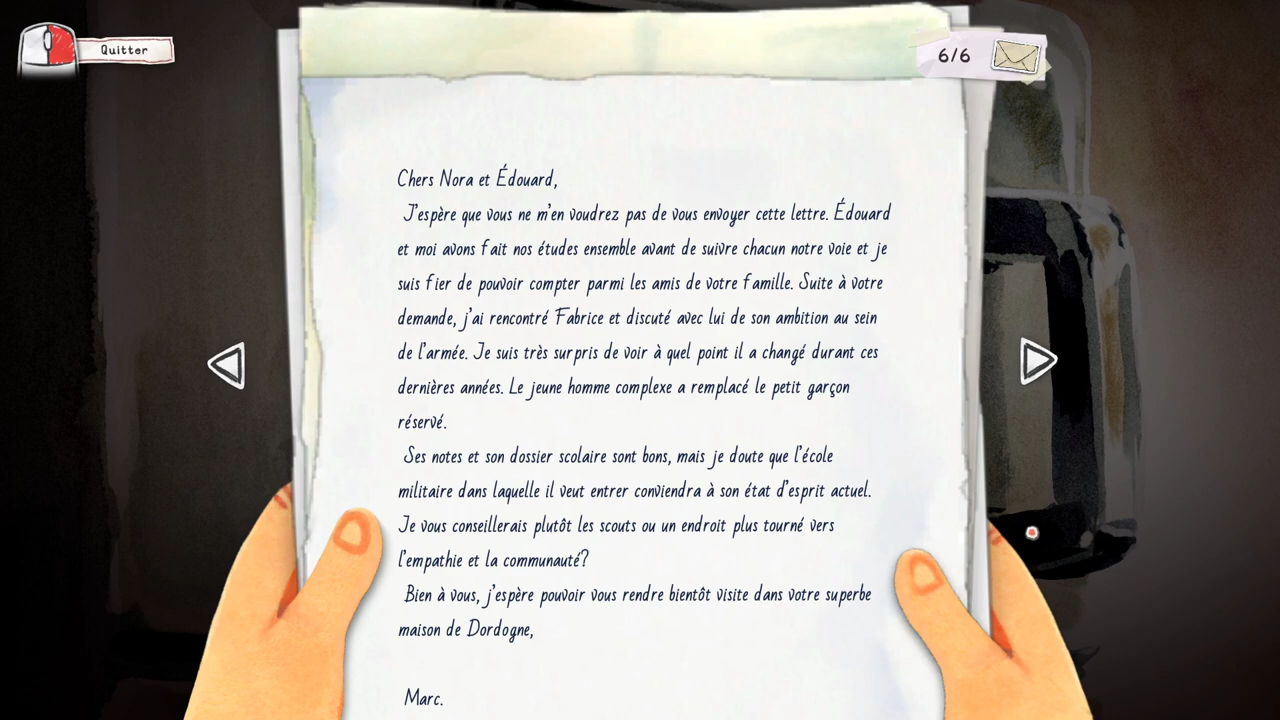 Quitter
6/6
Chers Nora et Édouard,
J'espère que vous ne m'en voudrez pas de vous envoyer cette lettre. Édouard
et moi avons fait nos études ensemble avant de suivre chacun notre voie et je
suis fier de pouvoir compter parmi les amis de votre famille. Suite à votre
demande, j'ai rencontré Fabrice et discuté avec lui de son ambition au sein
de l'armée. Je suis très surpris de voir à quel point il a changé durant ces
dernières années. Le jeune homme complexe a remplacé le petit garçon
réservé.
Ses notes et son dossier scolaire sont bons, mais je doute que l'école
militaire dans laquelle il veut entrer conviendra à son état d'esprit actuel.
Je vous conseillerais plutôt les scouts ou un endroit plus tourné vers
l'empathie et la communauté?
Bien à vous, j'espère pouvoir vous rendre bientôt visite dans votre superbe
maison de Dordogne,
Marc.